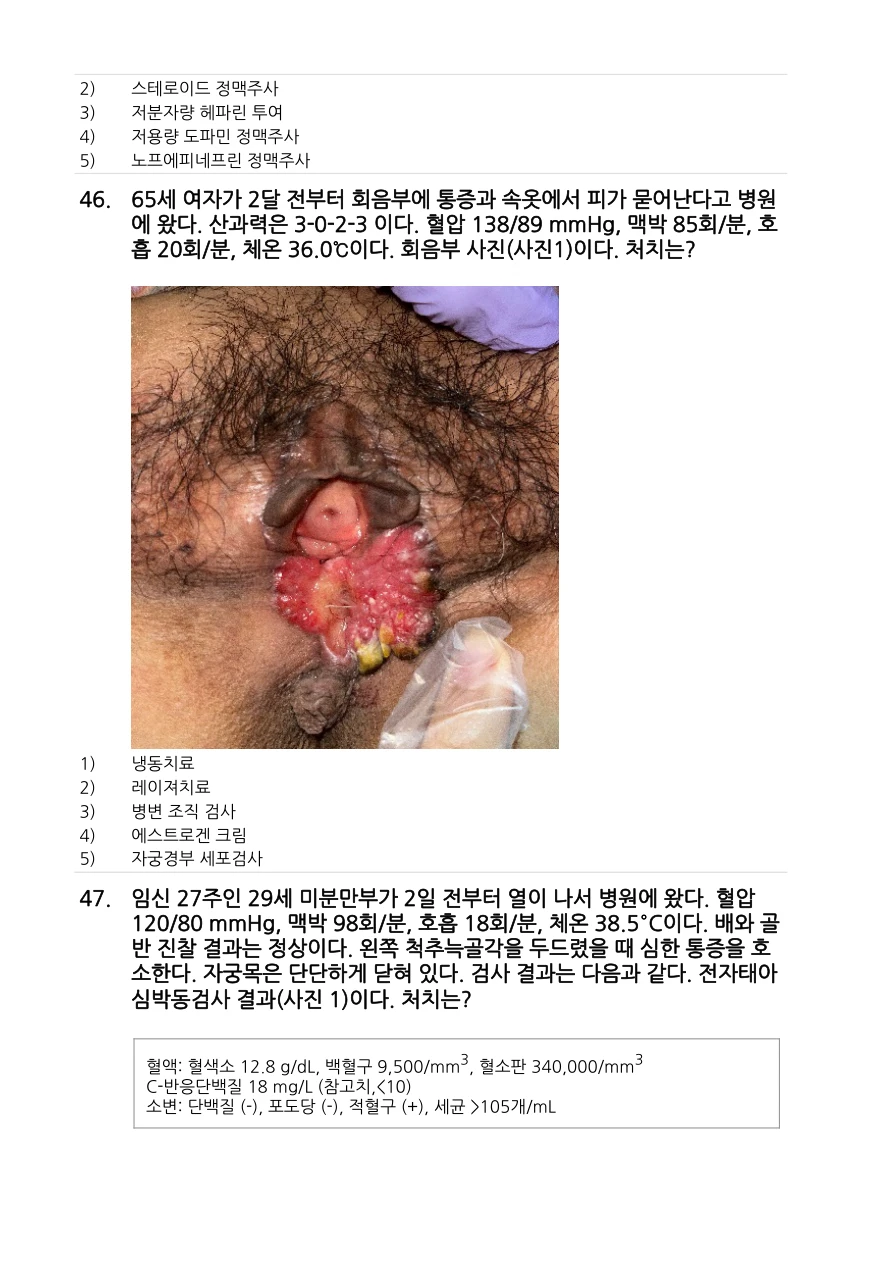 2) 스테로이드 정맥주사
3) 저분자량 헤파린 투여
4) 저용량 도파민 정맥주사
5) 노프에피네프린 정맥주사
46. 65세 여자가 2달 전부터 회음부에 통증과 속옷에서 피가 묻어난다고 병원
에 왔다. 산과력은 3-0-2-3 이다. 혈압 138/89 mmHg, 맥박 85회/분, 호
흡 20회/분, 체온 36.0℃이다. 회음부 사진(사진1)이다. 처치는?
1) 냉동치료
2) 레이져치료
3) 병변 조직 검사
4) 에스트로겐 크림
5) 자궁경부 세포검사
47. 임신 27주인 29세 미분만부가 2일 전부터 열이 나서 병원에 왔다. 혈압
120/80 mmHg, 맥박 98회/분, 호흡 18회/분, 체온 38.5°C이다. 배와 골
반 진찰 결과는 정상이다. 왼쪽 척추늑골각을 두드렸을 때 심한 통증을 호
소한다. 자궁목은 단단하게 닫혀 있다. 검사 결과는 다음과 같다. 전자태아
심박동검사 결과(사진 1)이다. 처치는?
혈액: 혈색소 12.8 g/dL, 백혈구 9,500/mm³, 혈소판 340,000/mm³
C-반응단백질 18 mg/L (참고치,<10)
소변: 단백질 (-), 포도당 (-), 적혈구 (+), 세균 >105개/mL